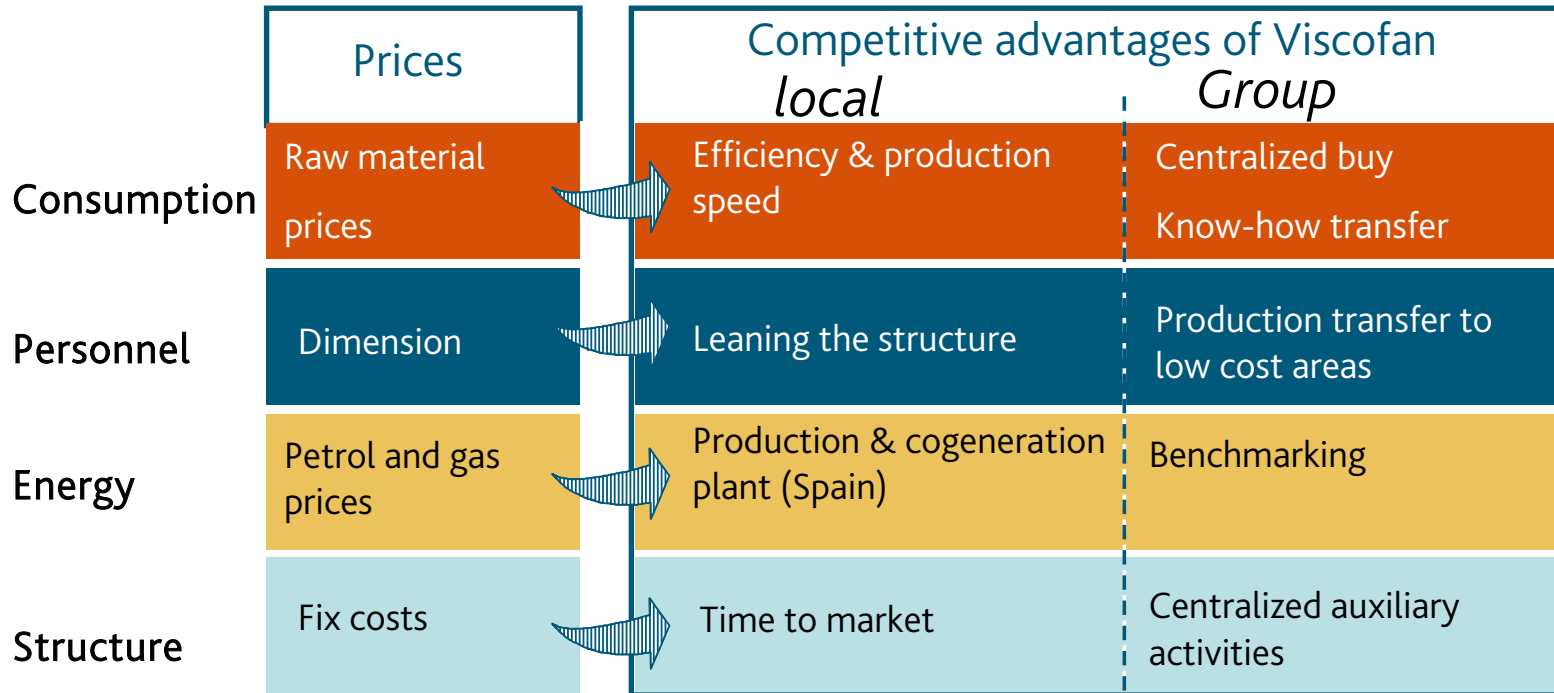 Prices
Competitive advantages of Viscofan
local
Group
Consumption
Raw material
prices
Efficiency & production
speed
Centralized buy
Know-how transfer
Personnel
Dimension
Leaning the structure
Production transfer to
low cost areas
Energy
Petrol and gas
prices
Production & cogeneration
plant (Spain)
Benchmarking
Structure
Fix costs
Time to market
Centralized auxiliary
activities